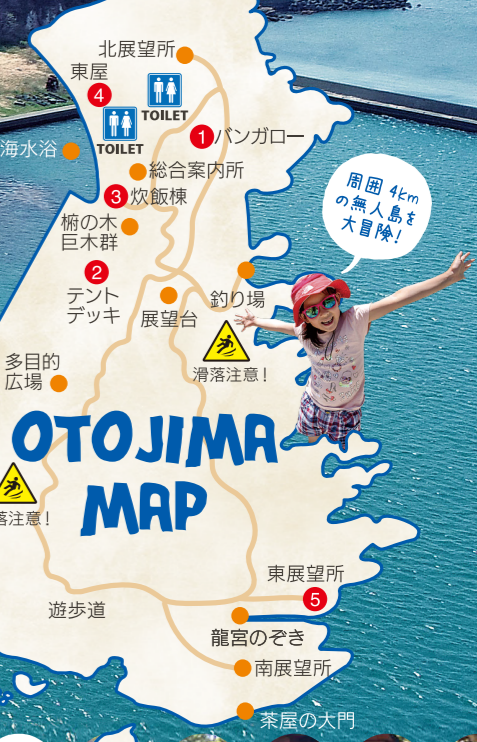 北展望所
東屋
4
TOILET
TOILET
1 バンガロー
海水浴
総合案内所
3 炊飯棟
椨の木
巨木群
2
テント
デッキ
展望台
釣り場
滑落注意！
周囲 4km
の無人島を
大冒険！
多目的
広場
OTOJIMA
MAP
落注意！
東展望所
5
遊歩道
龍宮のぞき
南展望所
茶屋の大門